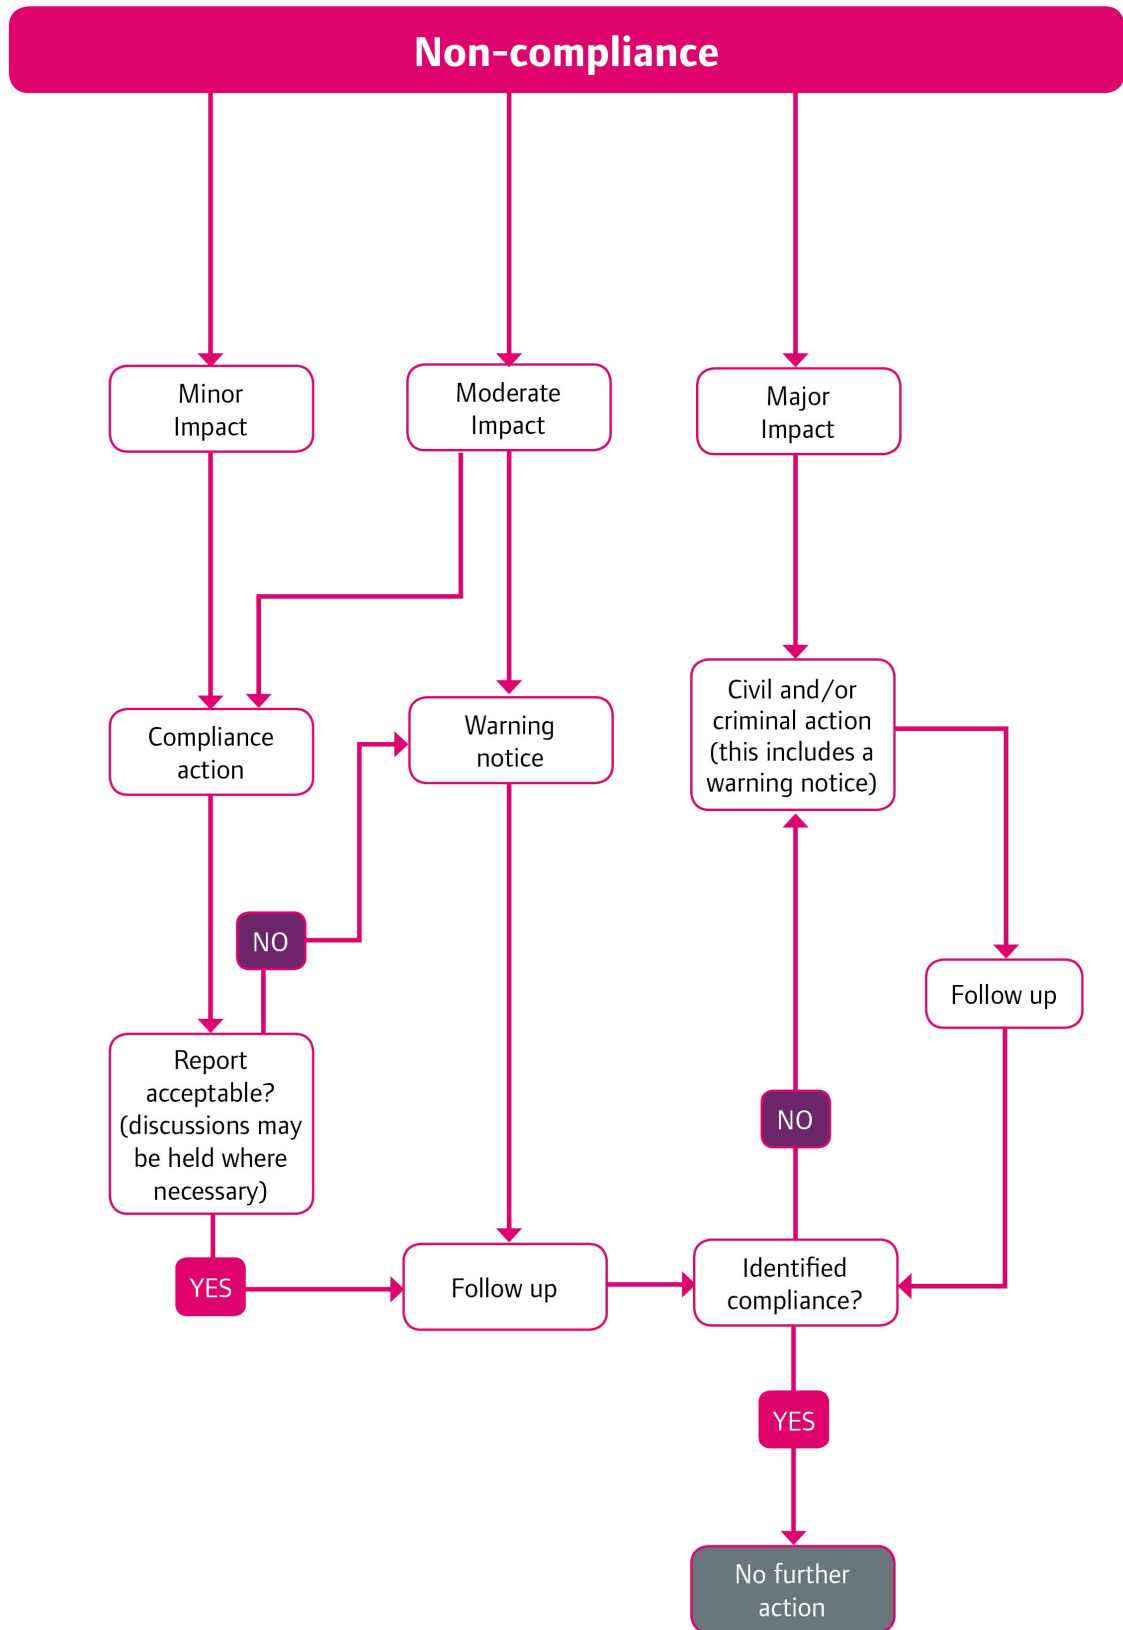 Non-compliance
Minor
Impact
Moderate
Impact
Major
Impact
Compliance
action
Warning
notice
Civil and/or
criminal action
(this includes a
warning notice)
NO
Follow up
Report
acceptable?
(discussions may
be held where
necessary)
NO
YES
Follow up
Identified
compliance?
YES
No further
action